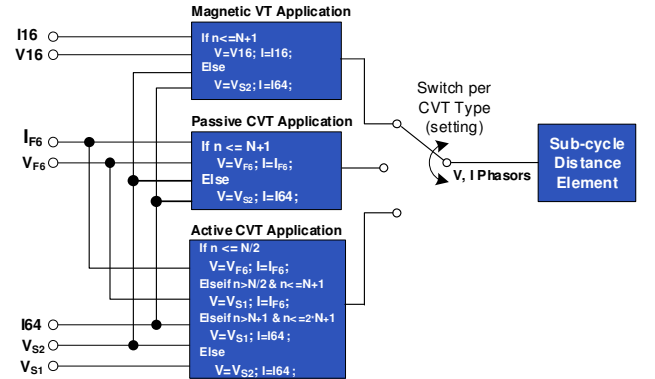 Magnetic VT Application
I16
V16
If n<=N+1
V=V16; I=I16;
Else
V=VS2; I=I64;
Passive CVT Application
IF6
VF6
If n <= N+1
V=VF6; I=IF6;
Else
V=VS2; I=I64;
Active CVT Application
If n <= N/2
V=VF6; I=IF6;
Elseif n>N/2 & n<=N+1
V=VS1; I=IF6;
Elseif n>N+1 & n<=2*N+1
V=VS1; I=I64;
Else
V=VS2; I=I64;
I64
VS2
VS1
Switch per
CVT Type
(setting)
V, I Phasors
Sub-cycle
Distance
Element